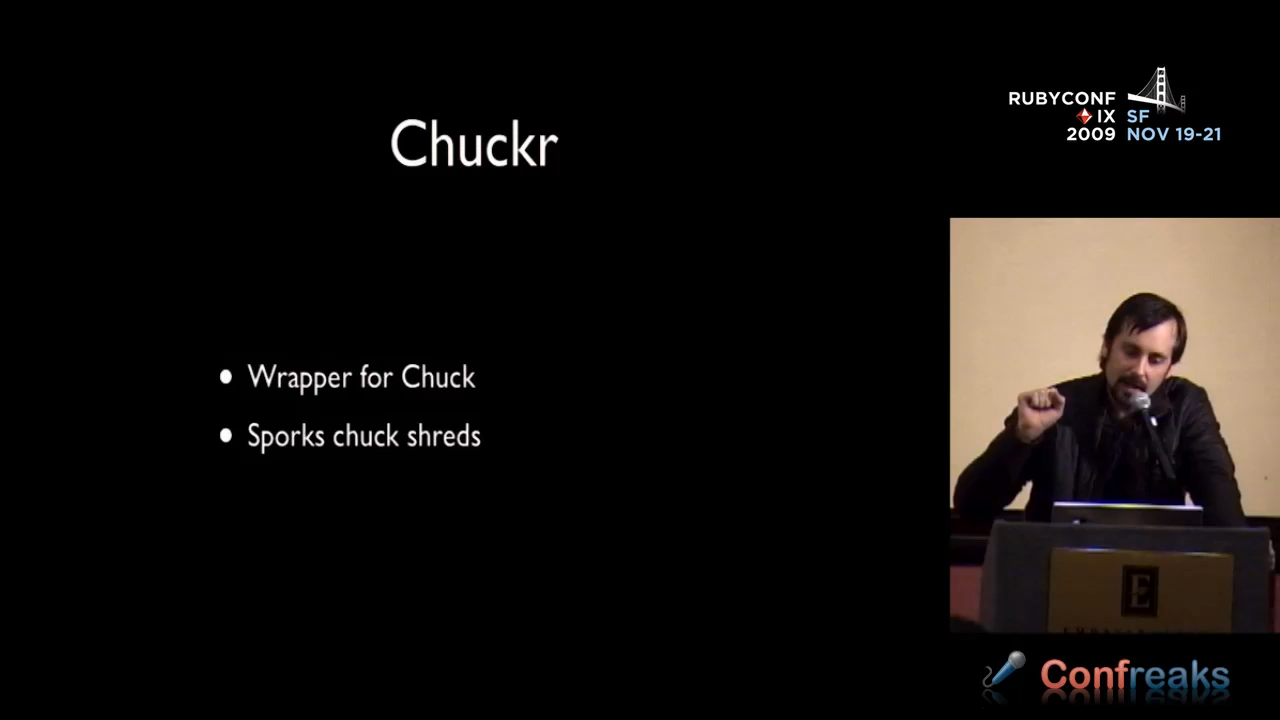 Chuckr
• Wrapper for Chuck
• Sporks chuck shreds
RUBYCONF
IX SF
2009 NOV 19-21
E
Confreaks